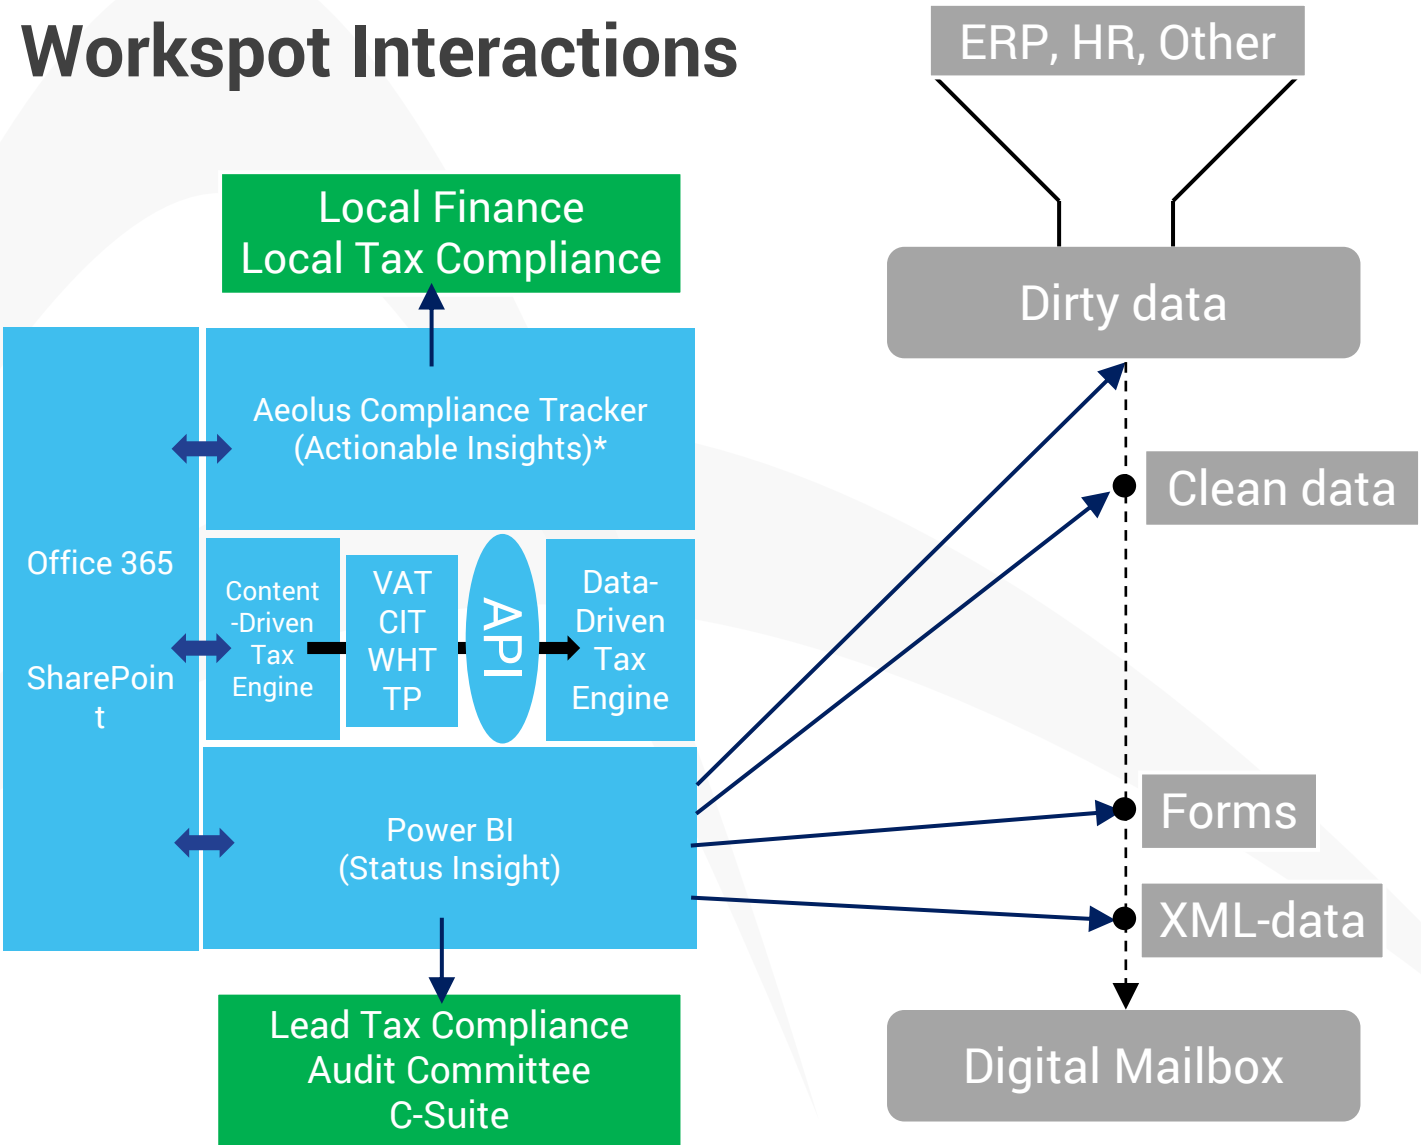 Workspot Interactions
ERP, HR, Other
Local Finance
Local Tax Compliance
Dirty data
Aeolus Compliance Tracker
(Actionable Insights)*
Clean data
Office 365
SharePoin
t
Content
-Driven
Tax
Engine
VAT
CIT
WHT
TP
API
Data-
Driven
Tax
Engine
Power BI
(Status Insight)
Forms
XML-data
Lead Tax Compliance
Audit Committee
C-Suite
Digital Mailbox